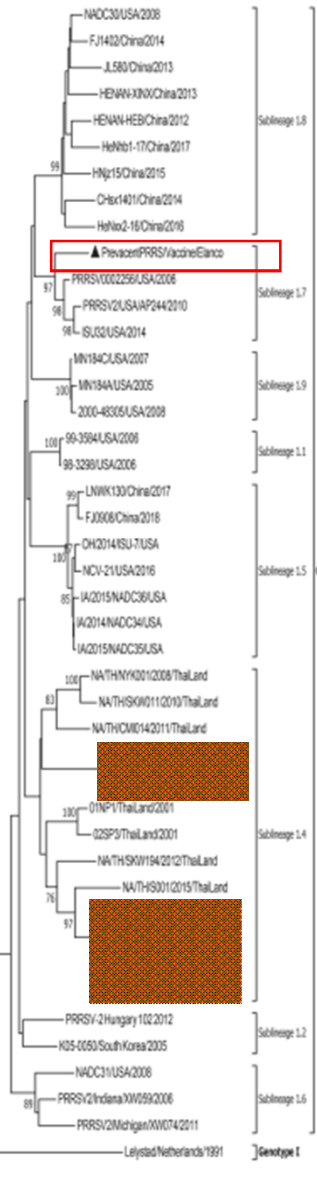 NADC30/USA/2008
FJ1402/China/2014
JL580/China/2013
HENAN-XINX/China/2013
99
HENAN-HEB/China/2012
Sublineage 1.8
HeNhb1-17/China/2017
HNjz15/China/2015
CHsx1401/China/2014
HeNxx2-16/China/2016
▲ PrevacentPRRS/Vaccine/Elanco
97
PRRSV0002256/USA/2006
Sublineage 1.7
98
PRRSV2/USA/AP244/2010
98
ISU32/USA/2014
MN184C/USA/2007
100
MN184A/USA/2005
Sublineage 1.9
2000-48305/USA/2008
100
99-3584/USA/2006
Sublineage 1.1
98-3298/USA/2006
99
LNWK130/China/2017
FJ0908/China/2018
100
OH/2014/ISU-7/USA
NCV-21/USA/2016
Sublineage 1.5
85
IA/2015/NADC36/USA
IA/2014/NADC34/USA
IA/2015/NADC35/USA
100
NA/TH/NYK001/2008/ThaiLand
83
NA/TH/SKW011/2010/ThaiLand
NA/TH/CMI014/2011/ThaiLand
100
01NP1/ThaiLand/2001
02SP3/ThaiLand/2001
Sublineage 1.4
NA/TH/SKW194/2012/ThaiLand
76
NA/TH/S001/2015/ThaiLand
97
PRRSV-2 Hungary 102 2012
Sublineage 1.2
K05-0050/South Korea/2005
NADC31/USA/2008
89
PRRSV2/Indiana/XW059/2006
Sublineage 1.6
PRRSV2/Michigan/XW074/2011
Lelystad/Netherlands/1991
Genotype I